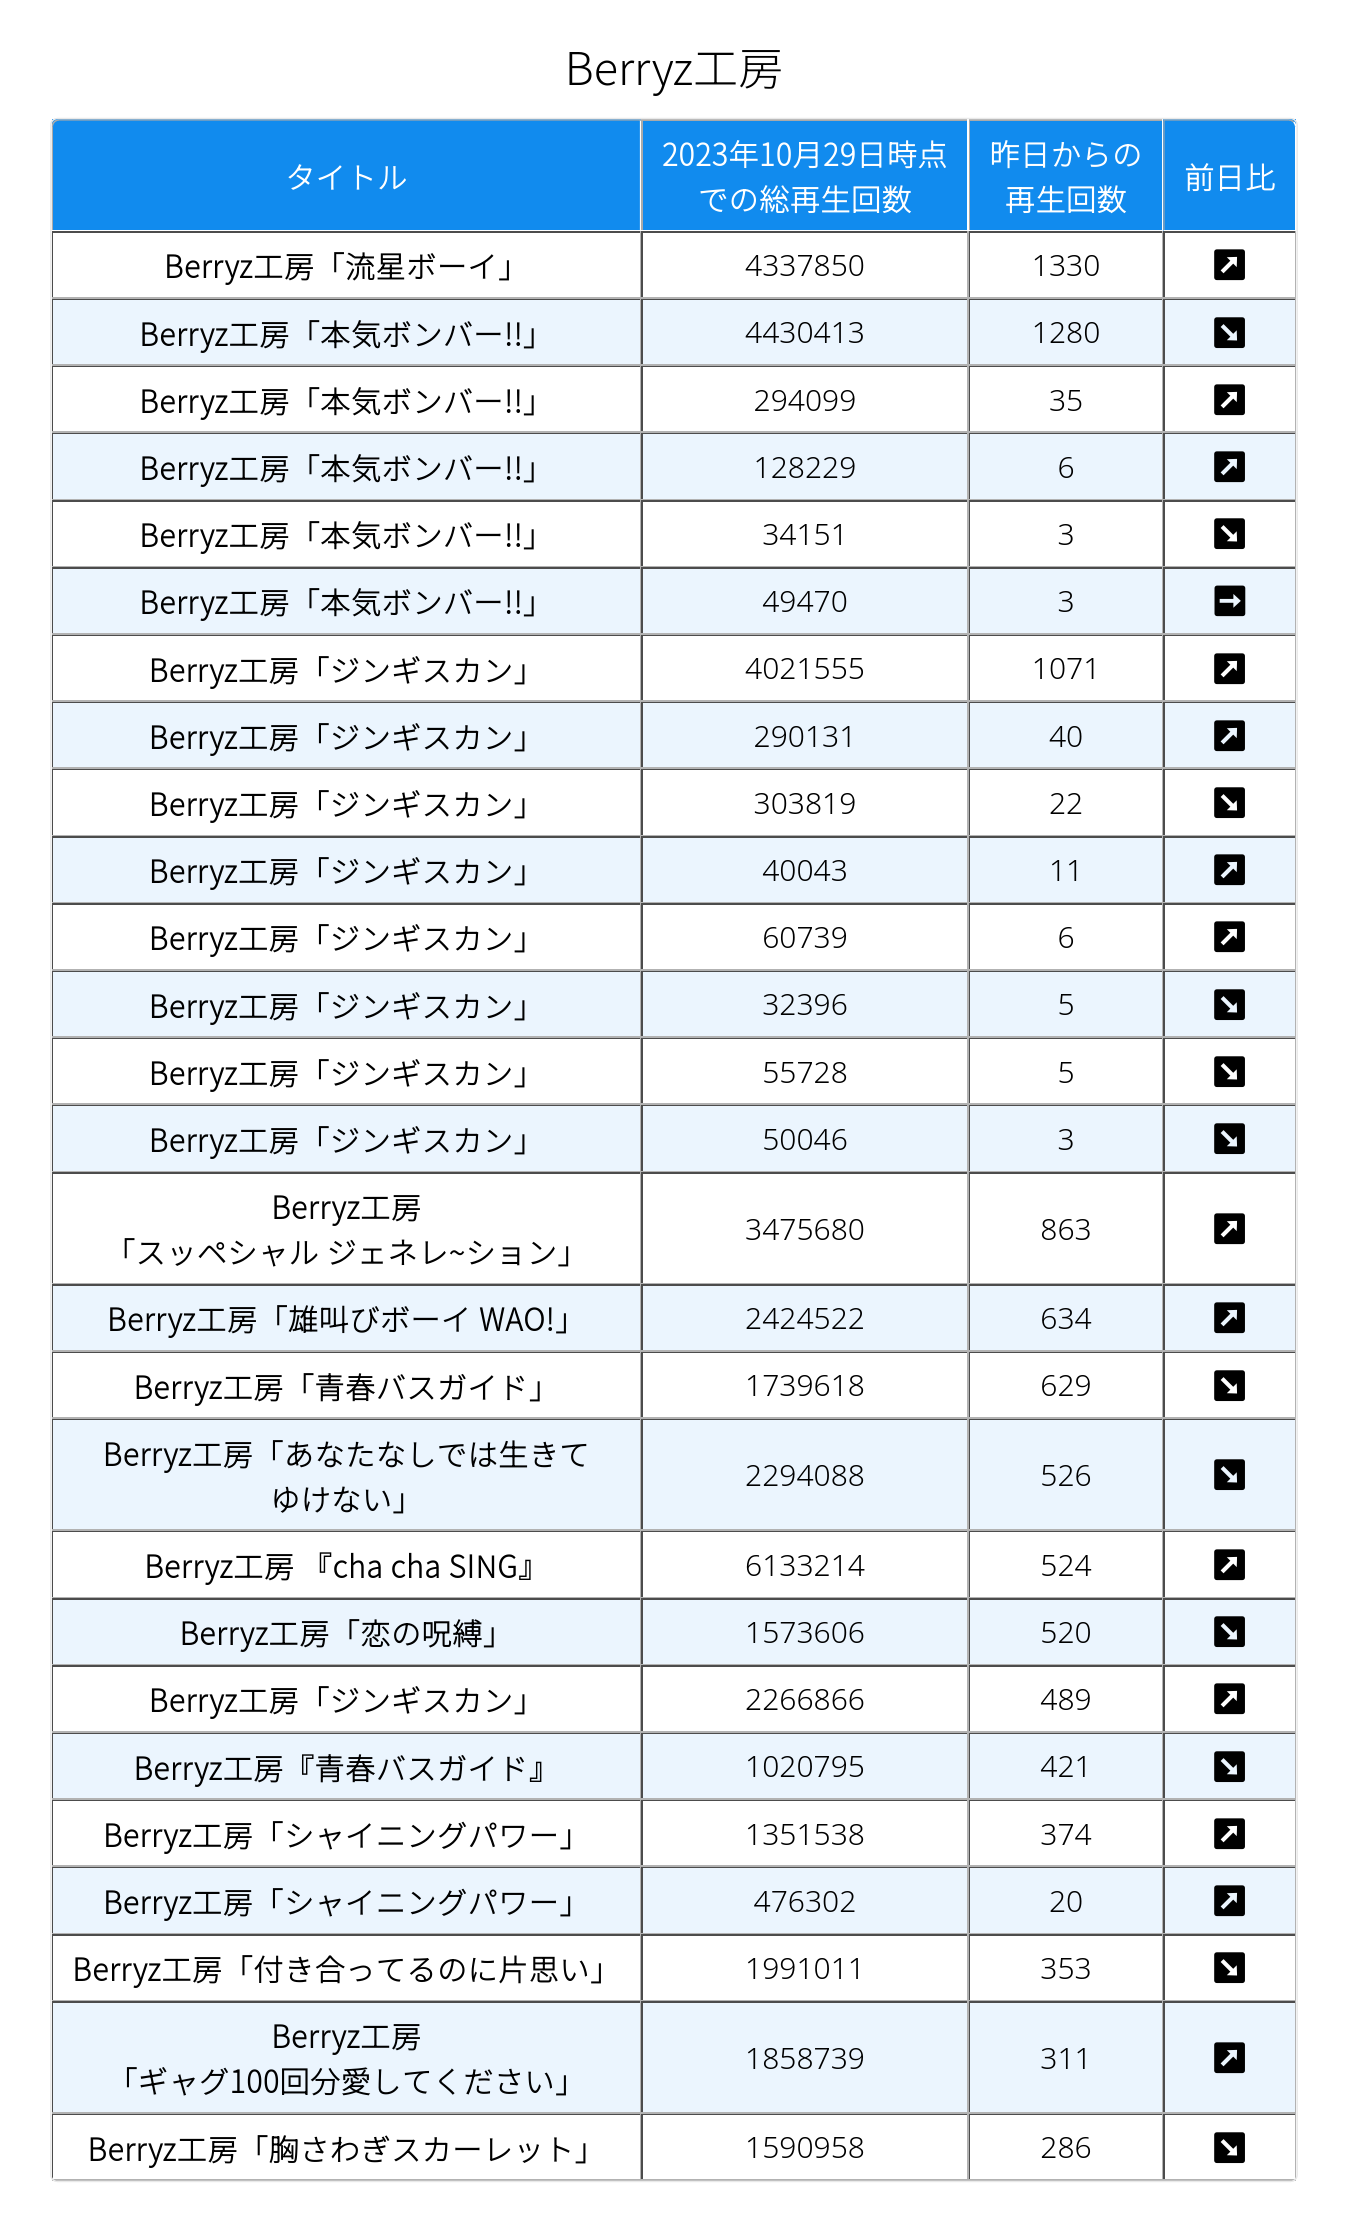 Berryz工房
タイトル
2023年10月29日時点
での総再生回数
昨日からの
再生回数
前日比
Berryz工房「流星ボーイ」 4337850 1330 ↗
Berryz工房「本気ボンバー!!」 4430413 1280 ↘
Berryz工房「本気ボンバー!!」 294099 35 ↗
Berryz工房「本気ボンバー!!」 128229 6 ↗
Berryz工房「本気ボンバー!!」 34151 3 ↘
Berryz工房「本気ボンバー!!」 49470 3 →
Berryz工房「ジンギスカン」 4021555 1071 ↗
Berryz工房「ジンギスカン」 290131 40 ↗
Berryz工房「ジンギスカン」 303819 22 ↘
Berryz工房「ジンギスカン」 40043 11 ↗
Berryz工房「ジンギスカン」 60739 6 ↗
Berryz工房「ジンギスカン」 32396 5 ↘
Berryz工房「ジンギスカン」 55728 5 ↘
Berryz工房「ジンギスカン」 50046 3 ↘
Berryz工房
「スッペシャル ジェネレ~ション」 3475680 863 ↗
Berryz工房「雄叫びボーイ WAO!」 2424522 634 ↗
Berryz工房「青春バスガイド」 1739618 629 ↘
Berryz工房「あなたなしでは生きて
ゆけない」 2294088 526 ↘
Berryz工房 『cha cha SING』 6133214 524 ↗
Berryz工房「恋の呪縛」 1573606 520 ↘
Berryz工房「ジンギスカン」 2266866 489 ↗
Berryz工房『青春バスガイド』 1020795 421 ↘
Berryz工房「シャイニングパワー」 1351538 374 ↗
Berryz工房「シャイニングパワー」 476302 20 ↗
Berryz工房「付き合ってるのに片思い」 1991011 353 ↘
Berryz工房
「ギャグ100回分愛してください」 1858739 311 ↗
Berryz工房「胸さわぎスカーレット」 1590958 286 ↘